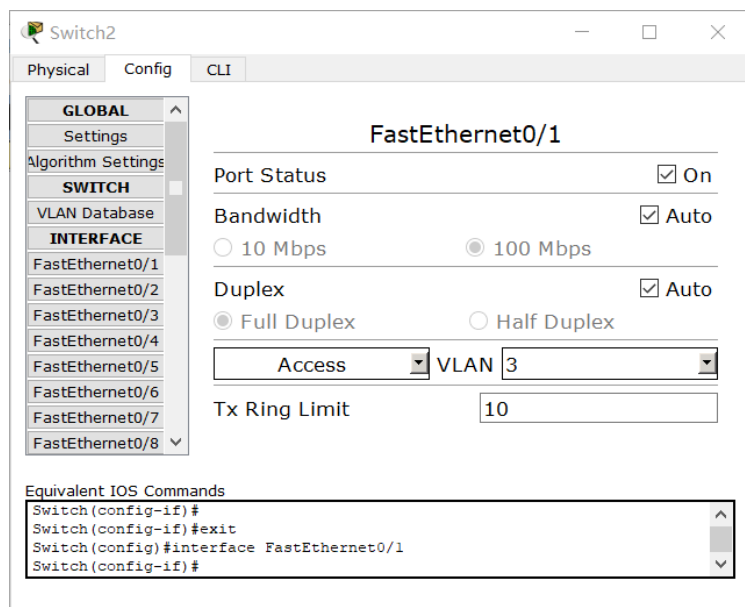 Switch2
Physical Config CLI
GLOBAL
Settings
Algorithm Settings
SWITCH
VLAN Database
INTERFACE
FastEthernet0/1
FastEthernet0/2
FastEthernet0/3
FastEthernet0/4
FastEthernet0/5
FastEthernet0/6
FastEthernet0/7
FastEthernet0/8
FastEthernet0/1
Port Status On
Bandwidth Auto
10 Mbps 100 Mbps
Duplex Auto
Full Duplex Half Duplex
Access VLAN 3
Tx Ring Limit 10
Equivalent IOS Commands
Switch(config-if)#
Switch(config-if)#exit
Switch(config)#interface FastEthernet0/1
Switch(config-if)#